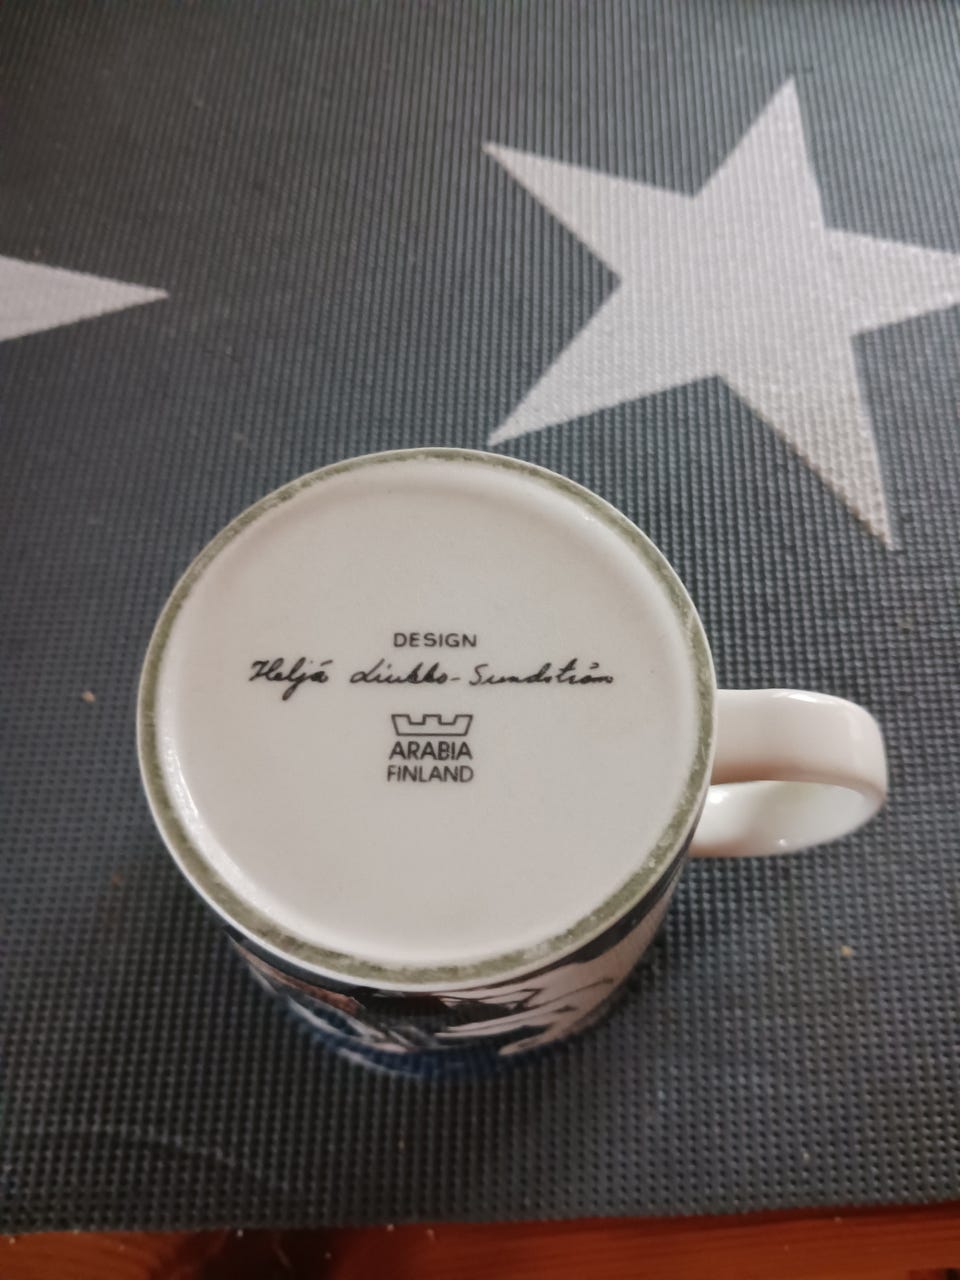 DESIGN
Heljä Liukko-Sundström
ARABIA
FINLAND